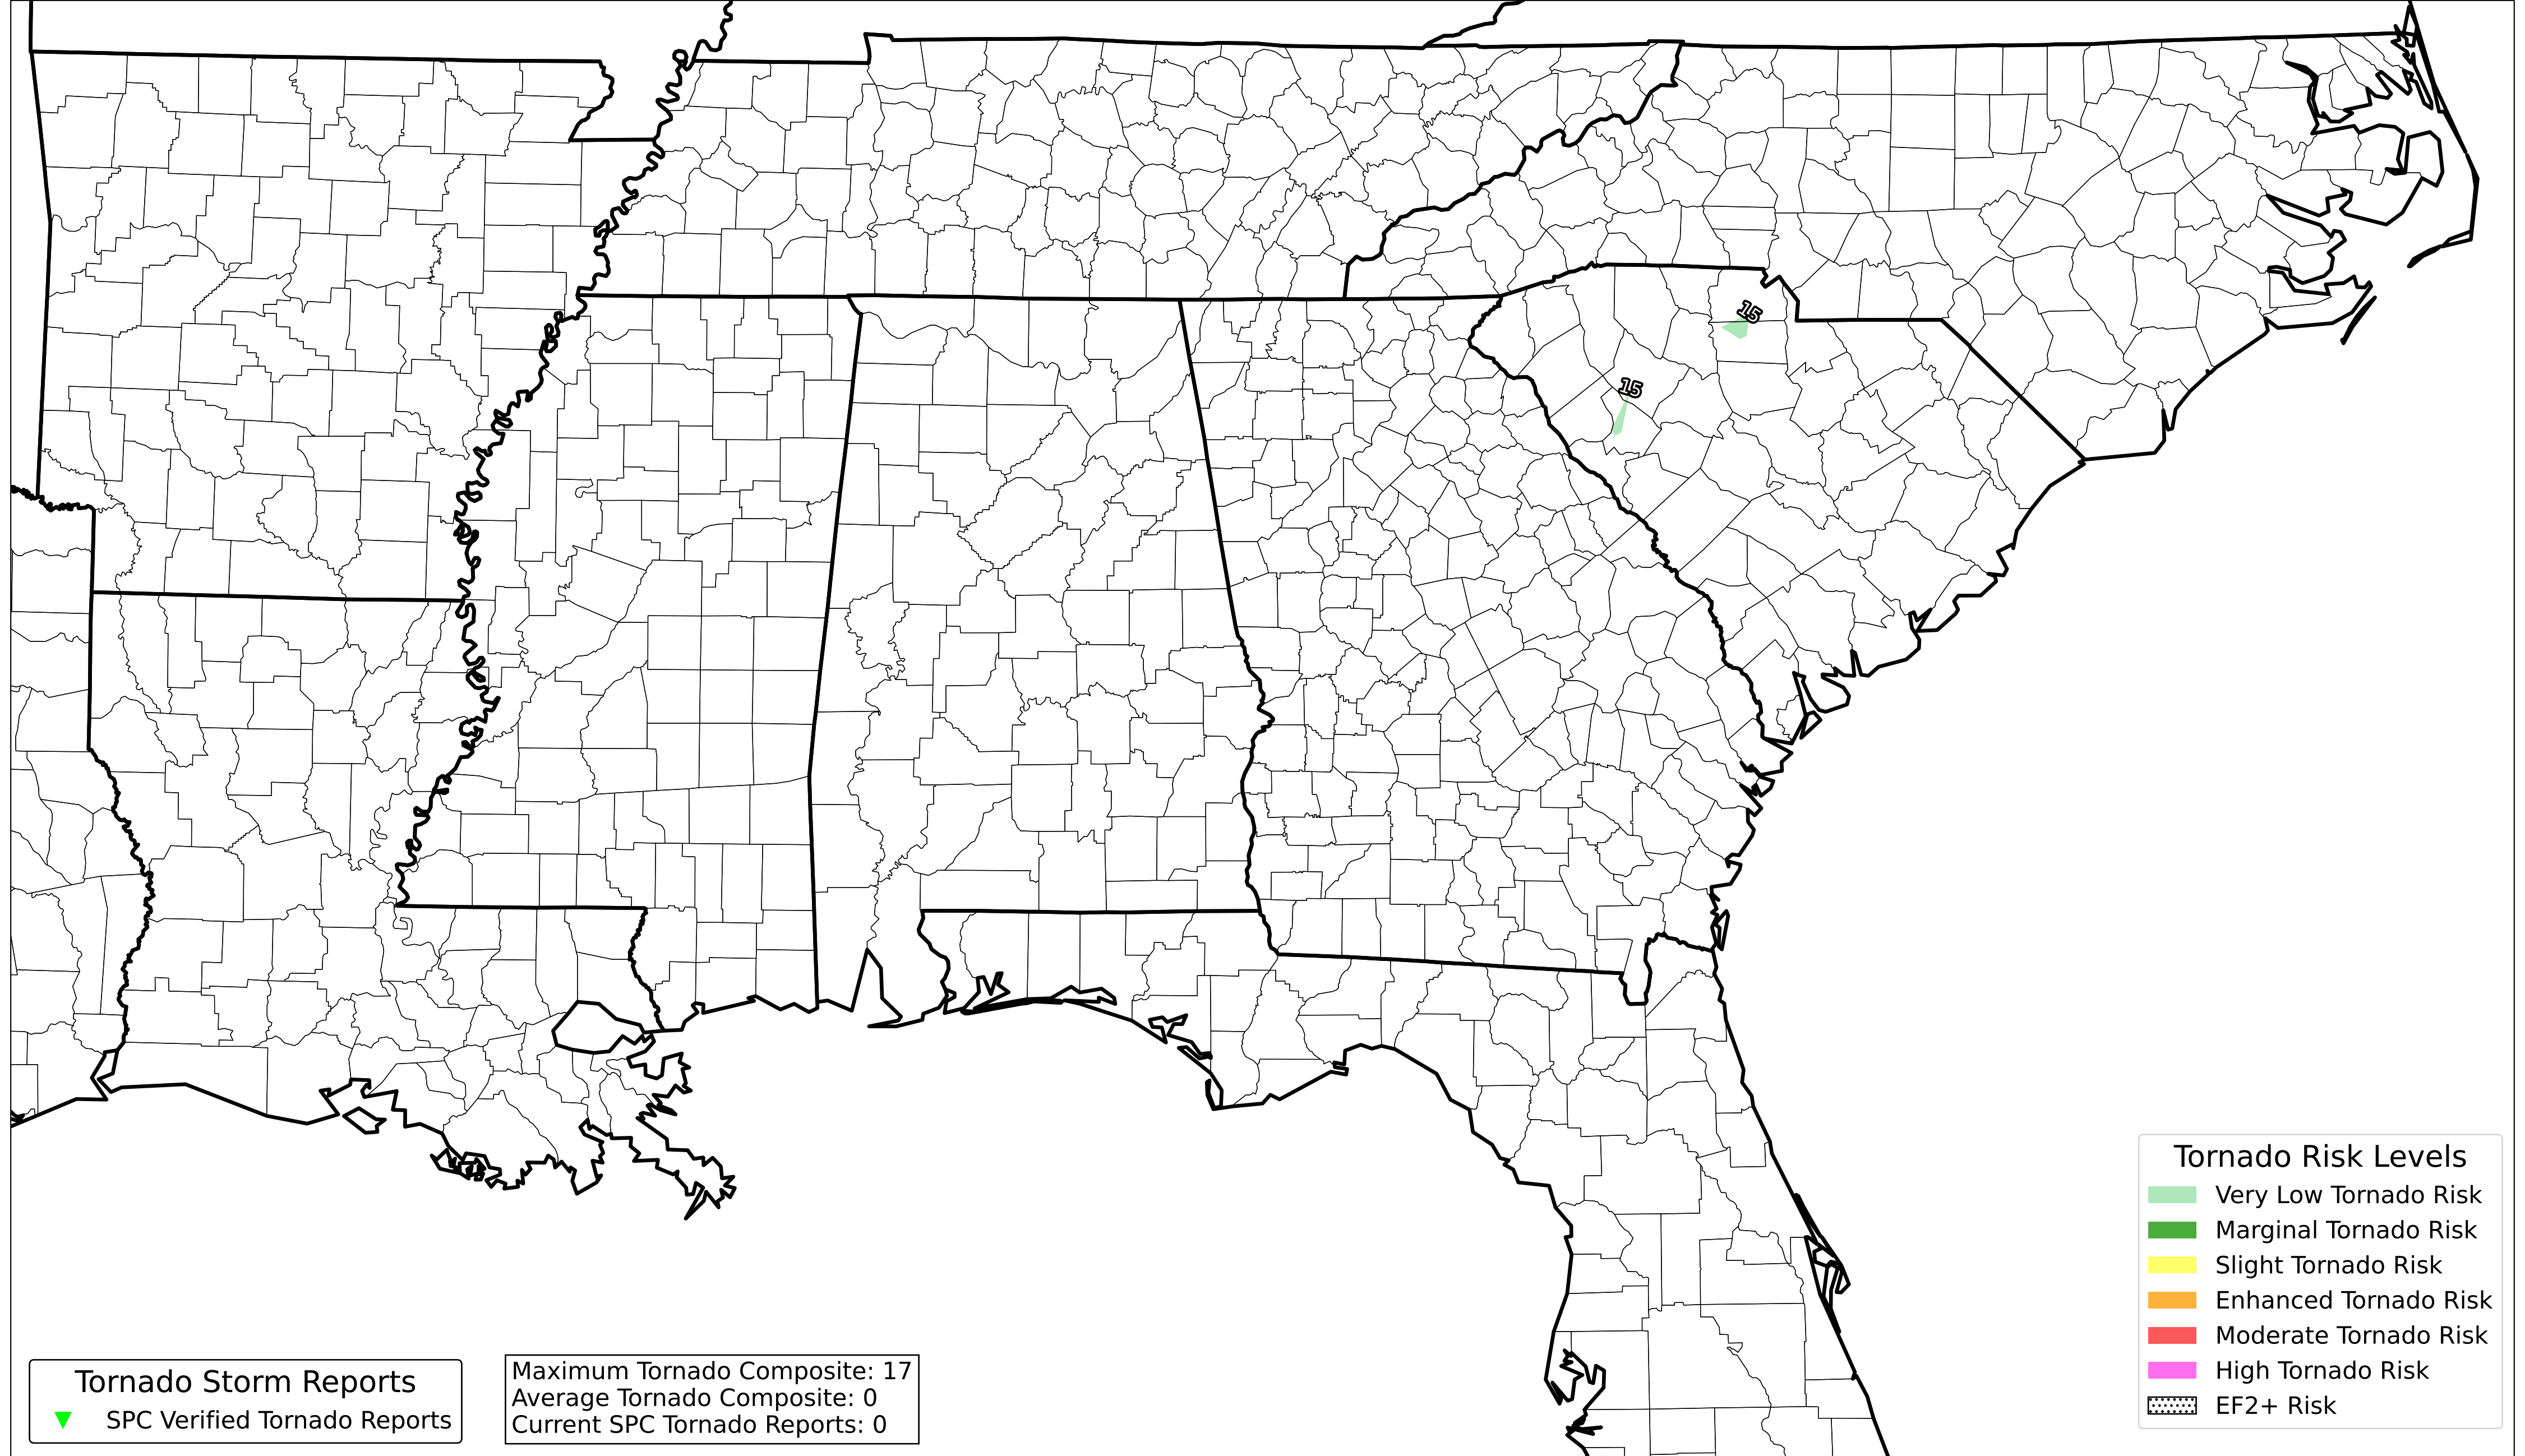 15
15
Tornado Risk Levels
Very Low Tornado Risk
Marginal Tornado Risk
Slight Tornado Risk
Enhanced Tornado Risk
Moderate Tornado Risk
High Tornado Risk
EF2+ Risk
Tornado Storm Reports
SPC Verified Tornado Reports
Maximum Tornado Composite: 17
Average Tornado Composite: 0
Current SPC Tornado Reports: 0